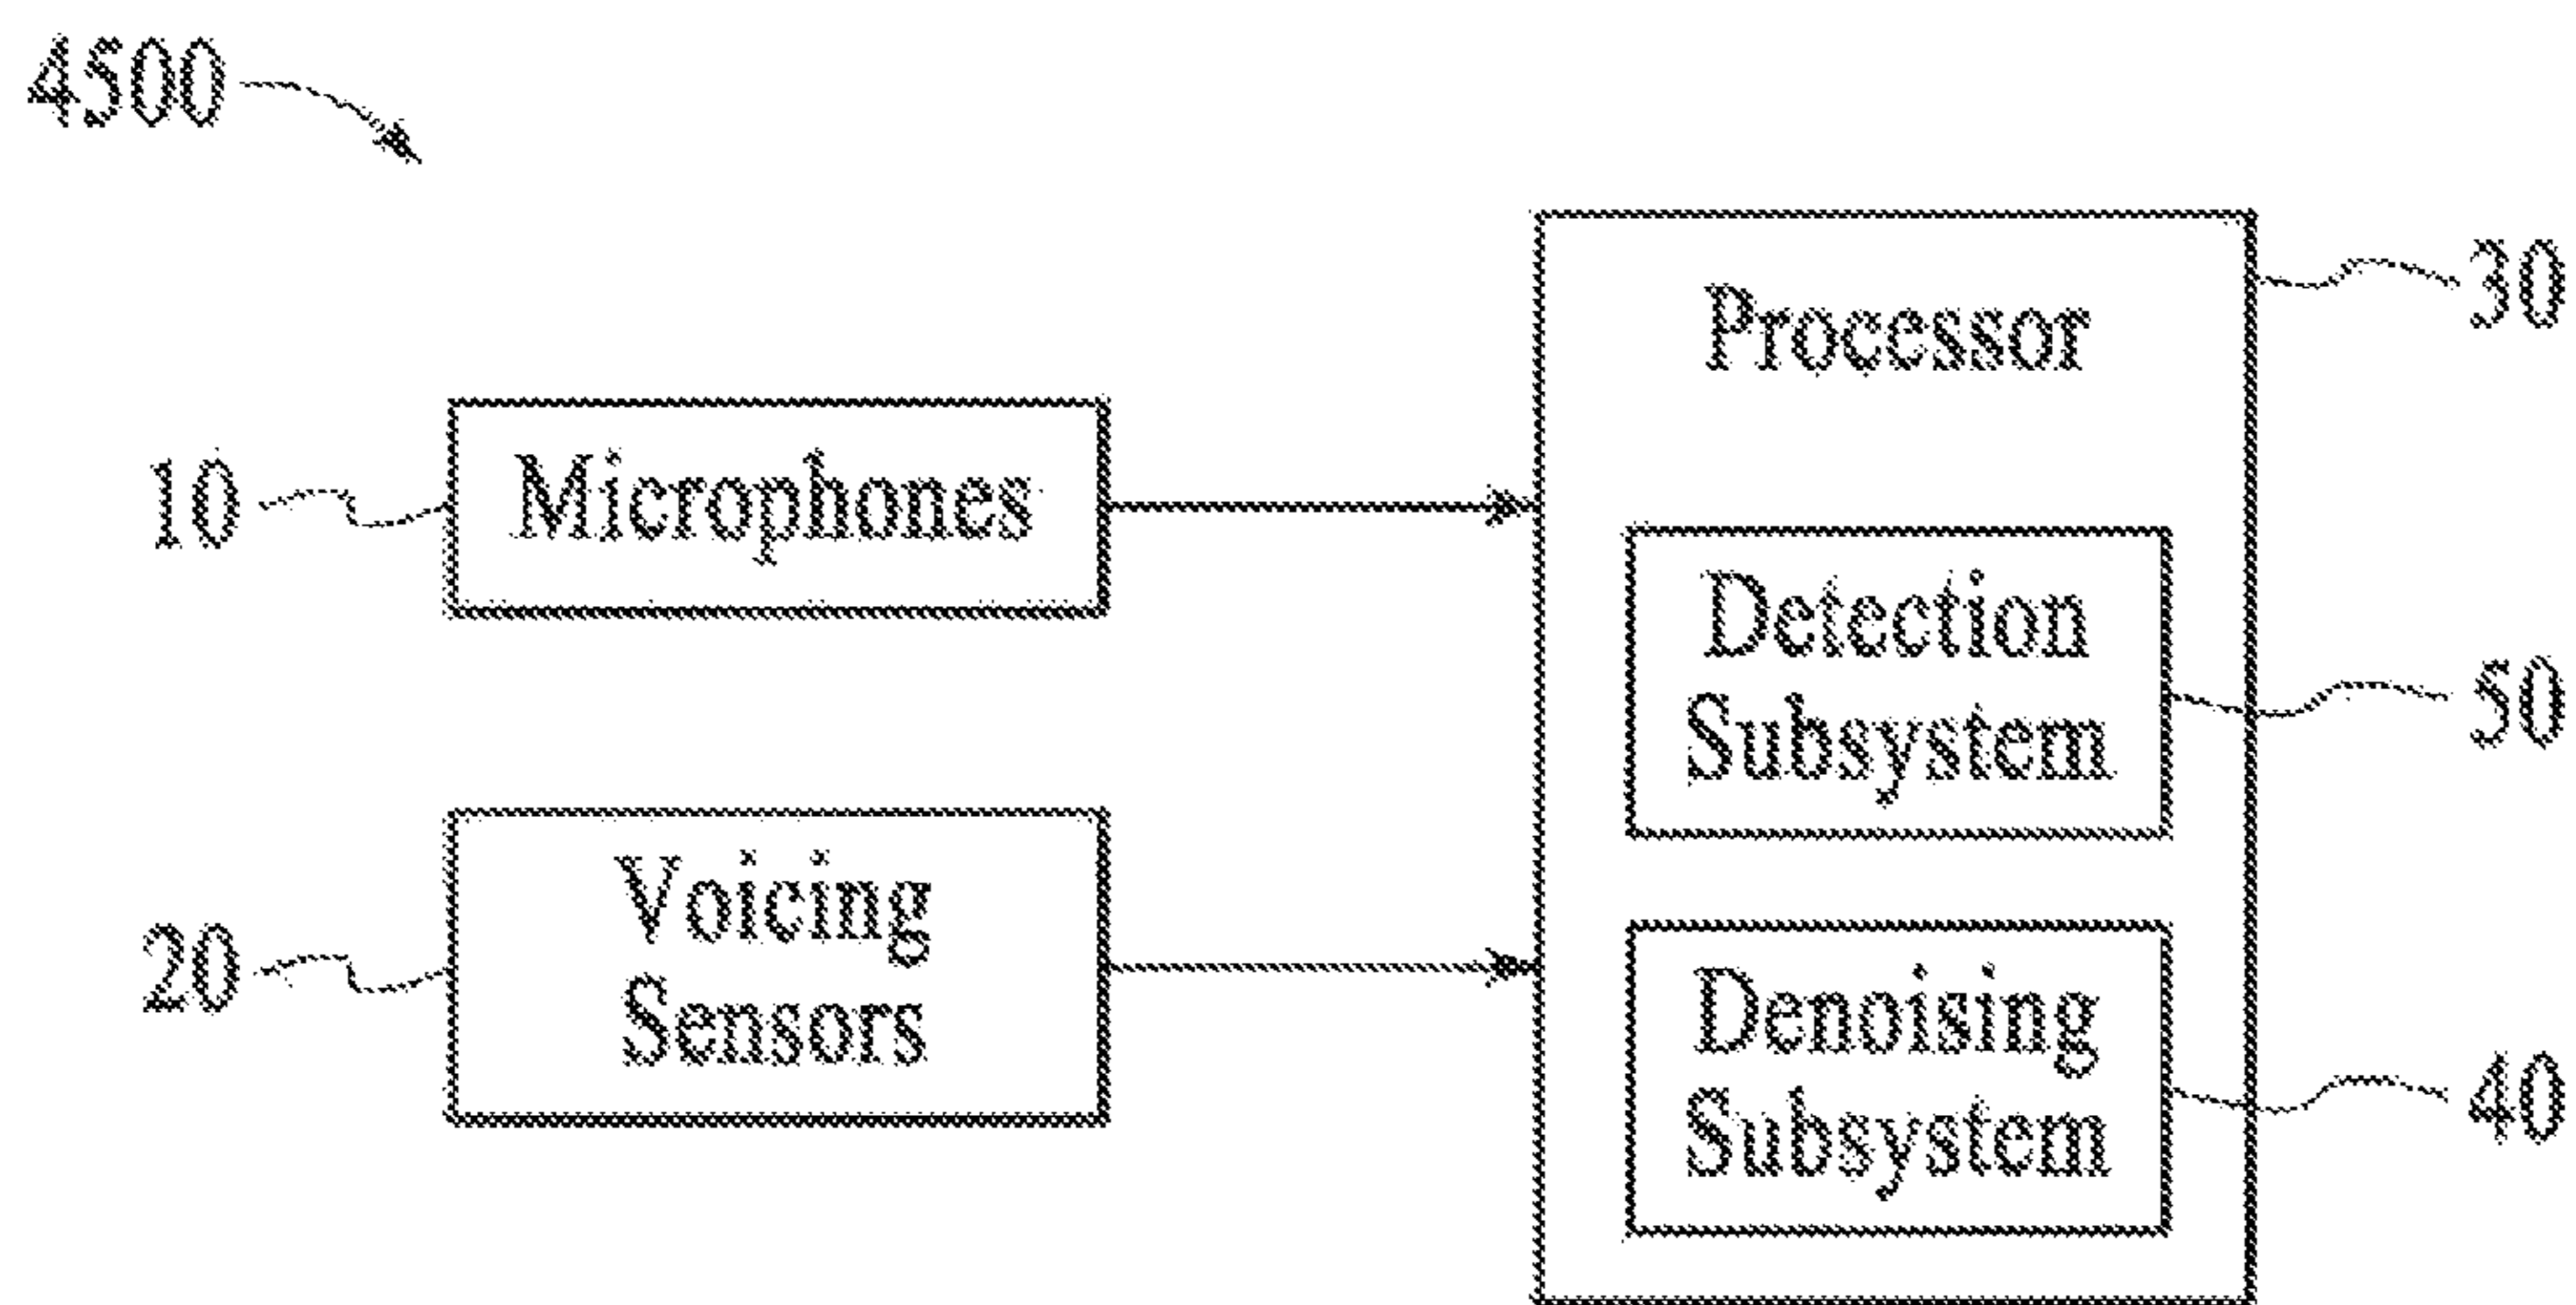 4500
Processor
30
10
Microphones
Detection
Subsystem
50
20
Voicing
Sensors
Denoising
Subsystem
40